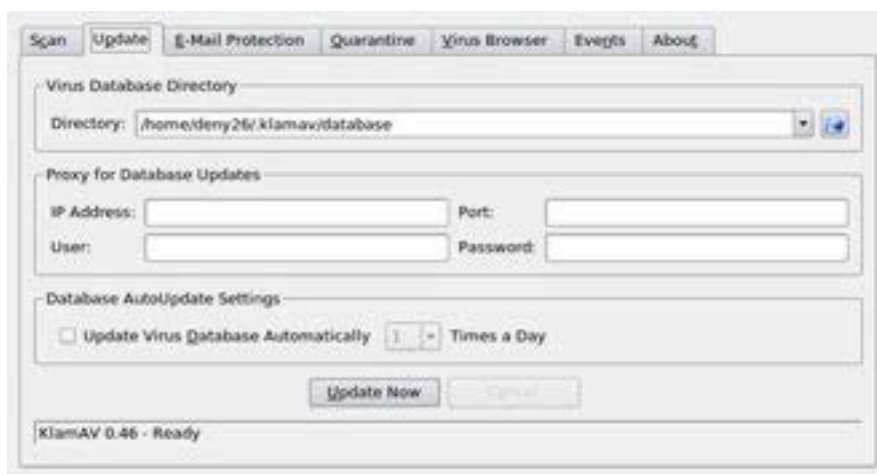 Scan Update E-Mail Protection Quarantine Virus Browser Events About
Virus Database Directory
Directory: /home/deny26/.klamav/database
Proxy for Database Updates
IP Address: Port:
User: Password:
Database AutoUpdate Settings
Update Virus Database Automatically 1 Times a Day
Update Now Cancel
KlamAV 0.46 - Ready